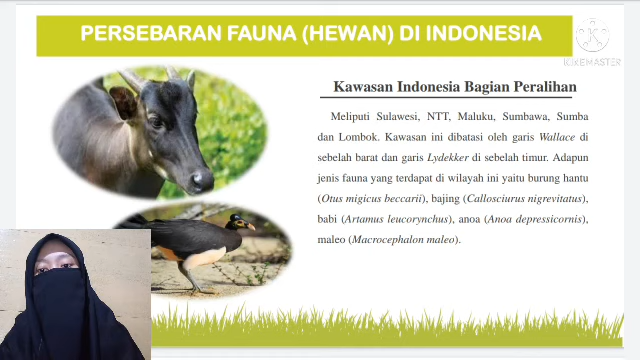 PERSEBARAN FAUNA (HEWAN) DI INDONESIA
KINEMASTER
Kawasan Indonesia Bagian Peralihan
Meliputi Sulawesi, NTT, Maluku, Sumbawa, Sumba
dan Lombok. Kawasan ini dibatasi oleh garis Wallace di
sebelah barat dan garis Lydekker di sebelah timur. Adapun
jenis fauna yang terdapat di wilayah ini yaitu burung hantu
(Otus migicus beccarii), bajing (Callosciurus nigrevitatus),
babi (Artamus leucorynchus), anoa (Anoa depressicornis),
maleo (Macrocephalon maleo).